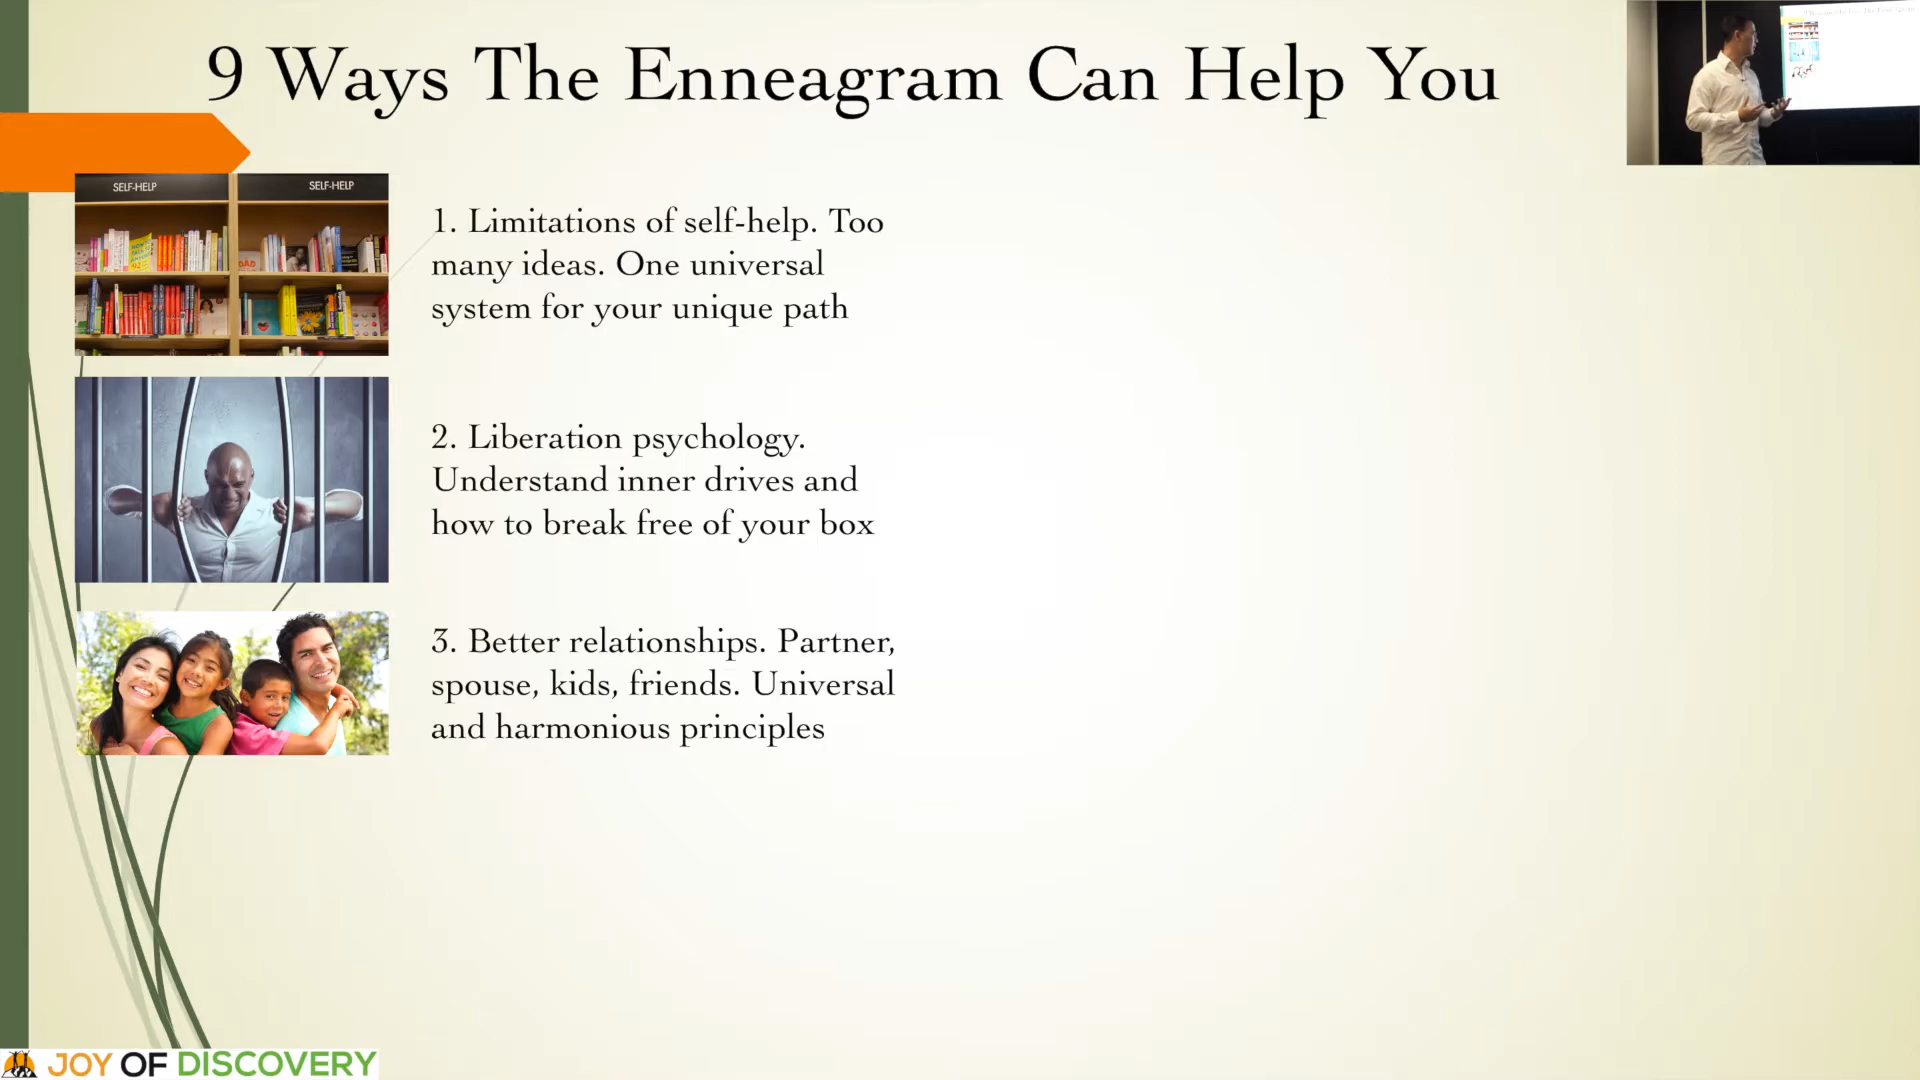 9 Ways The Enneagram Can Help You
SELF-HELP
SELF-HELP
1. Limitations of self-help. Too
many ideas. One universal
system for your unique path
2. Liberation psychology.
Understand inner drives and
how to break free of your box
3. Better relationships. Partner,
spouse, kids, friends. Universal
and harmonious principles
JOY OF DISCOVERY